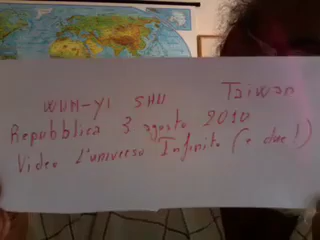 WUN-YI SHU Taiwan
Repubblica 3 agosto 2010
Video L'universo Infinito (e due!)